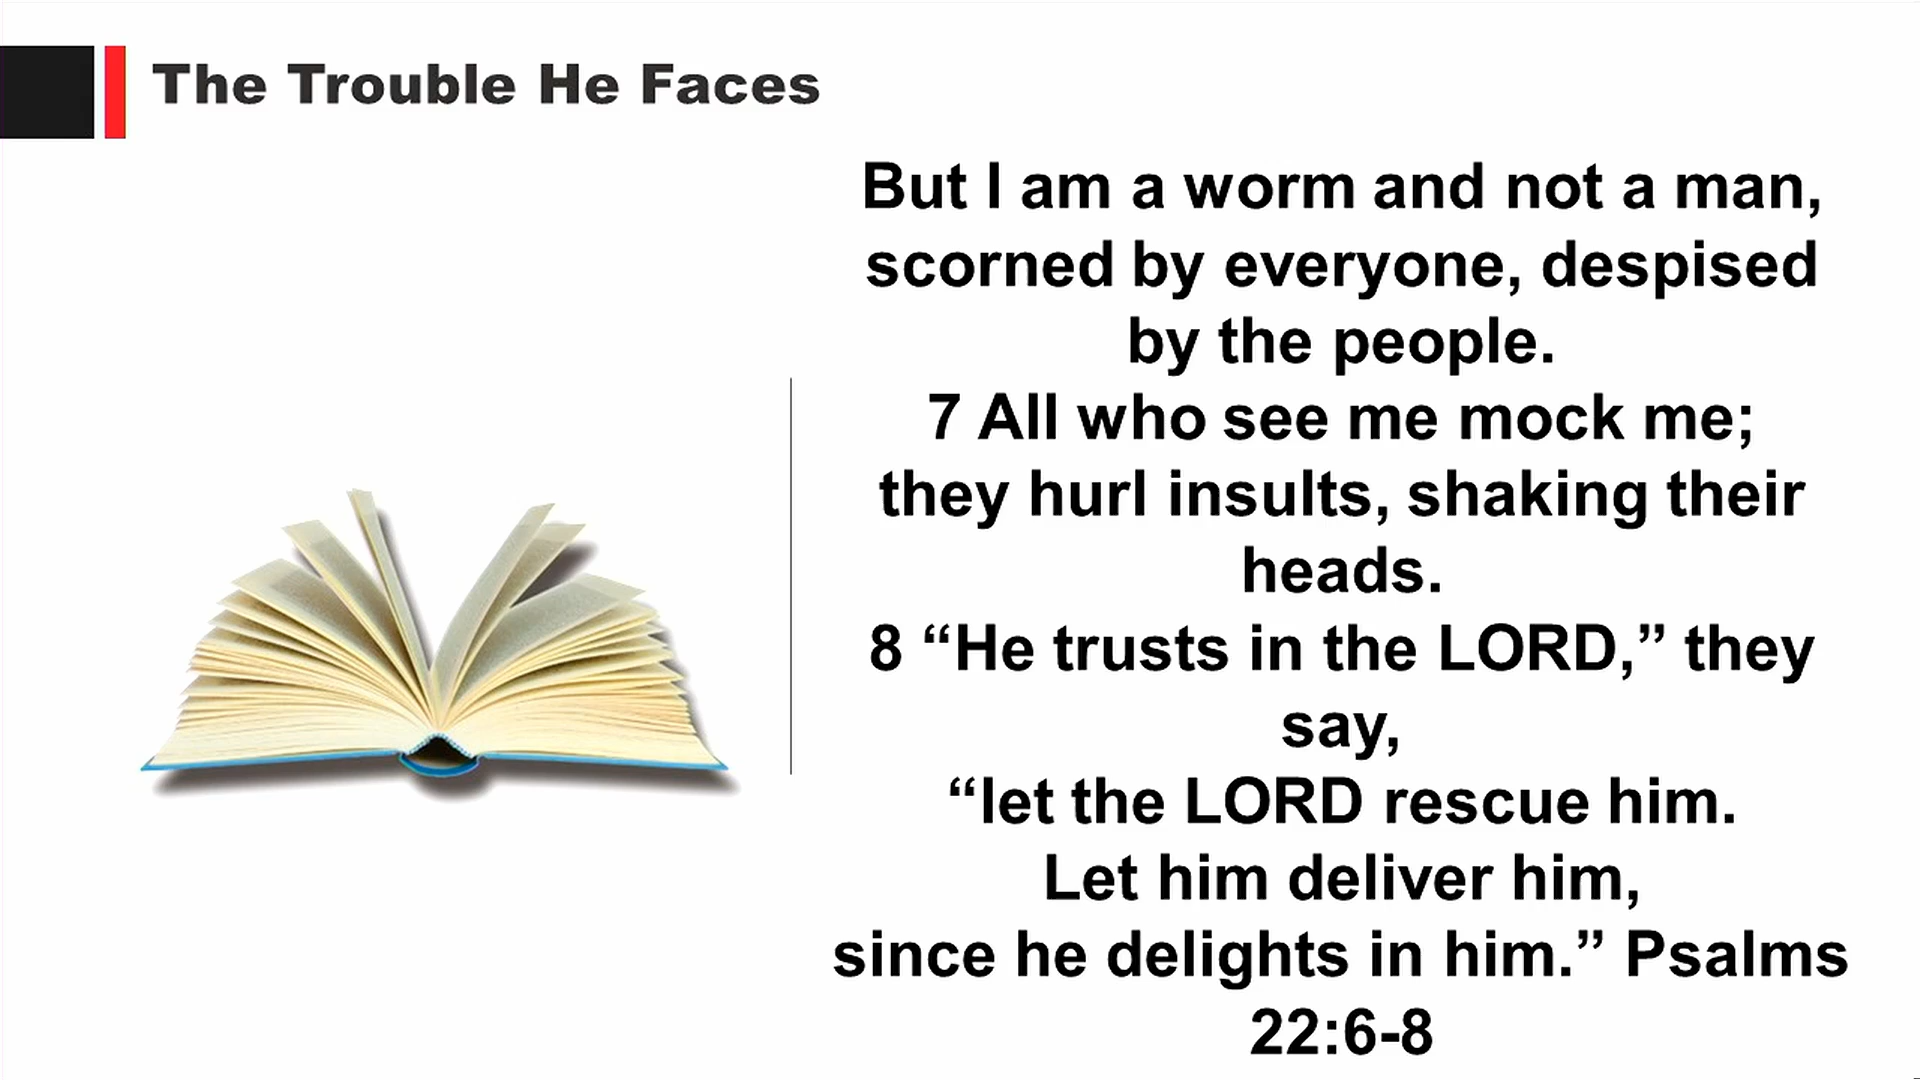 The Trouble He Faces
But I am a worm and not a man,
scorned by everyone, despised
by the people.
7 All who see me mock me;
they hurl insults, shaking their
heads.
8 “He trusts in the LORD,” they
say,
“let the LORD rescue him.
Let him deliver him,
since he delights in him.” Psalms
22:6-8